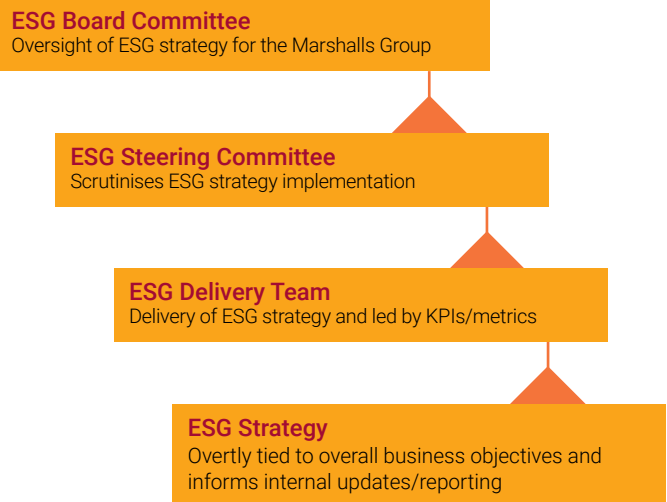 ESG Board Committee
Oversight of ESG strategy for the Marshalls Group
ESG Steering Committee
Scrutinises ESG strategy implementation
ESG Delivery Team
Delivery of ESG strategy and led by KPIs/metrics
ESG Strategy
Overtly tied to overall business objectives and
informs internal updates/reporting